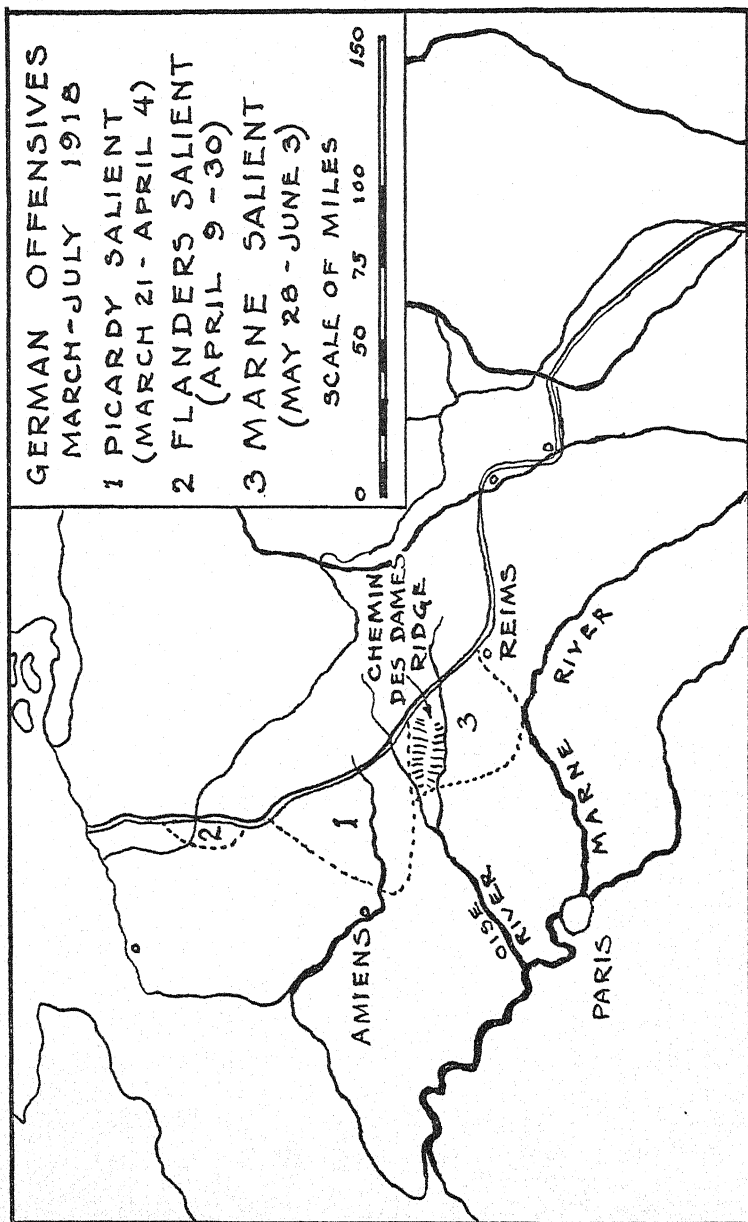 GERMAN OFFENSIVES
MARCH-JULY 1918
1 PICARDY SALIENT
(MARCH 21 - APRIL 4)
2 FLANDERS SALIENT
(APRIL 9 - 30)
3 MARNE SALIENT
(MAY 28 - JUNE 3)
SCALE OF MILES
0 50 75 100 150
2
1
AMIENS
CHEMIN
DES DAMES
RIDGE
3
REIMS
OISE
RIVER
MARNE RIVER
PARIS